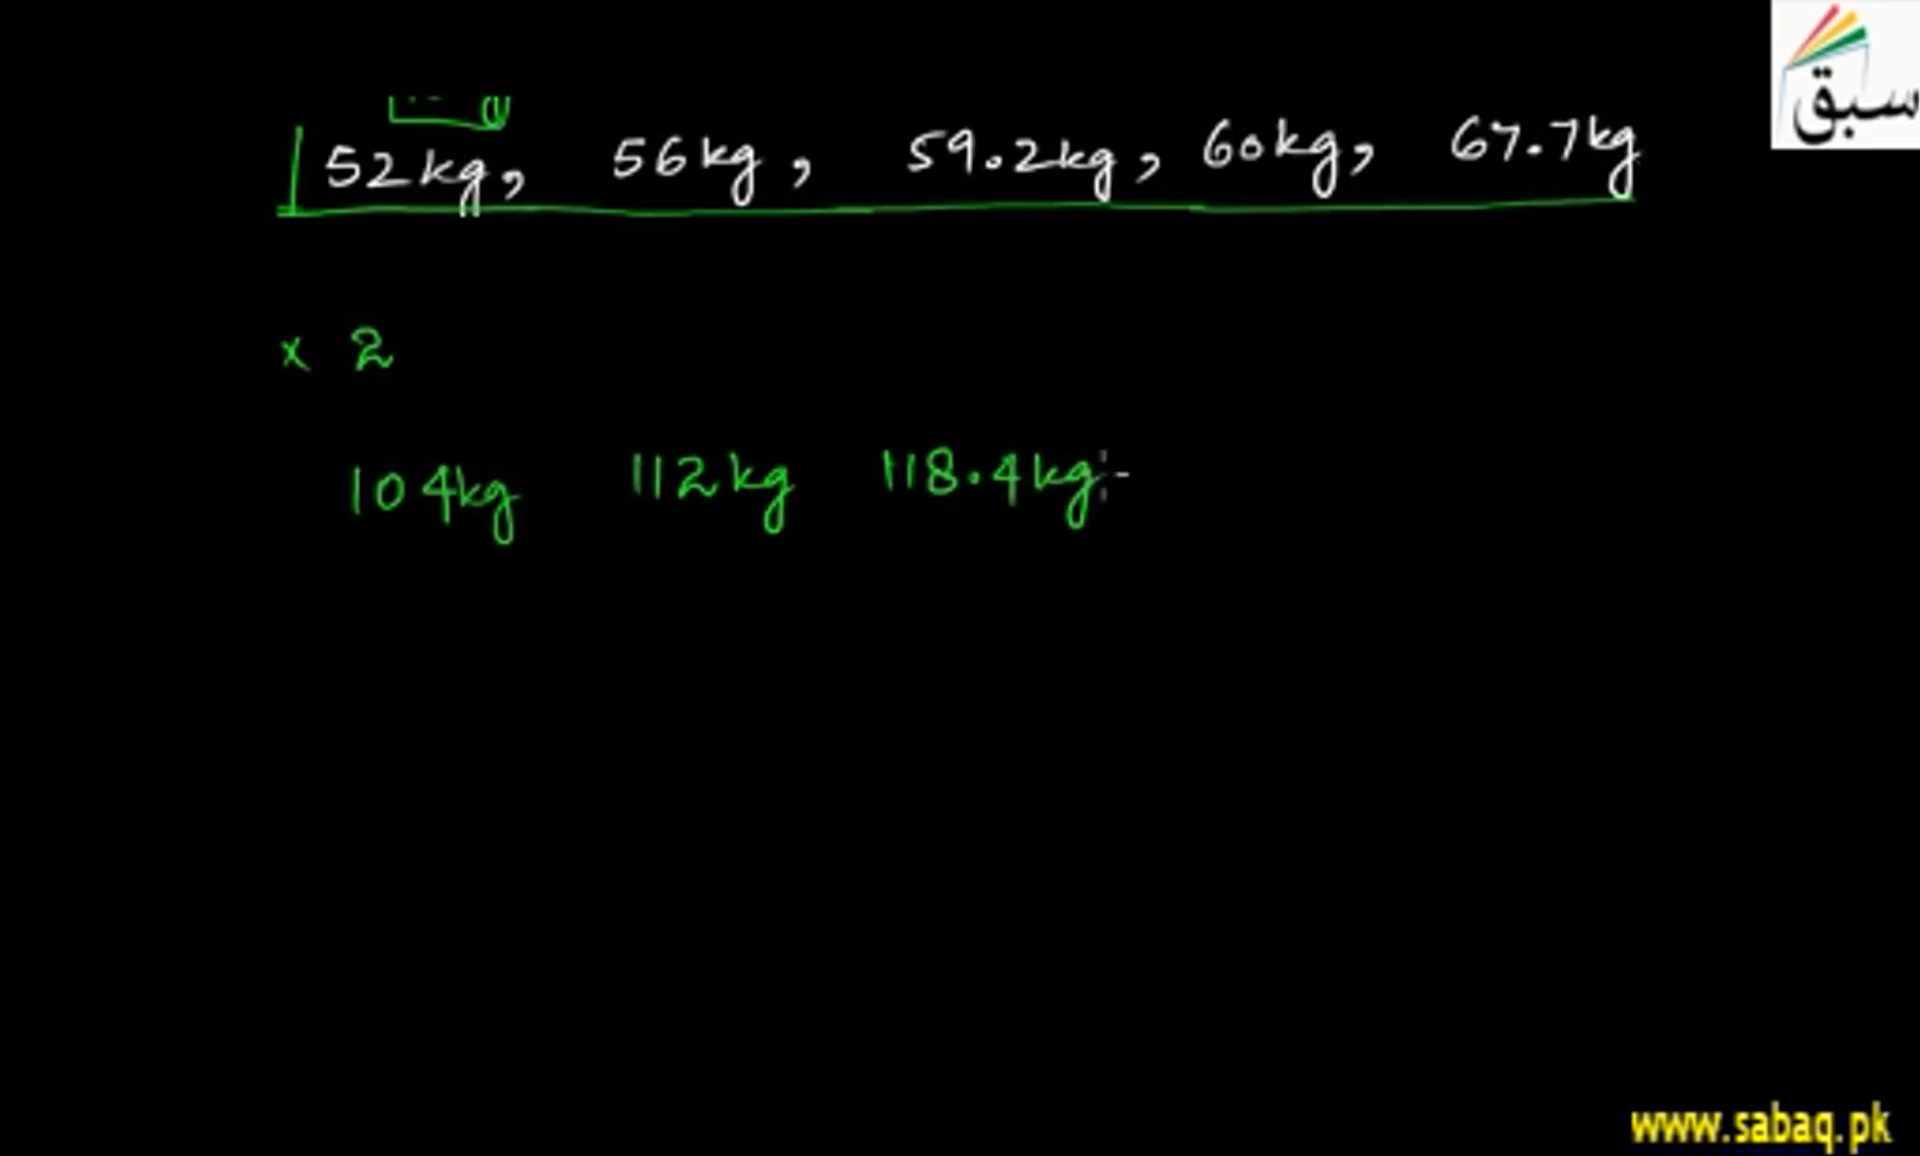 سبق
52kg, 56kg, 59.2kg, 60kg, 67.7kg
x 2
104kg 112kg 118.4kg
www.sabaq.pk